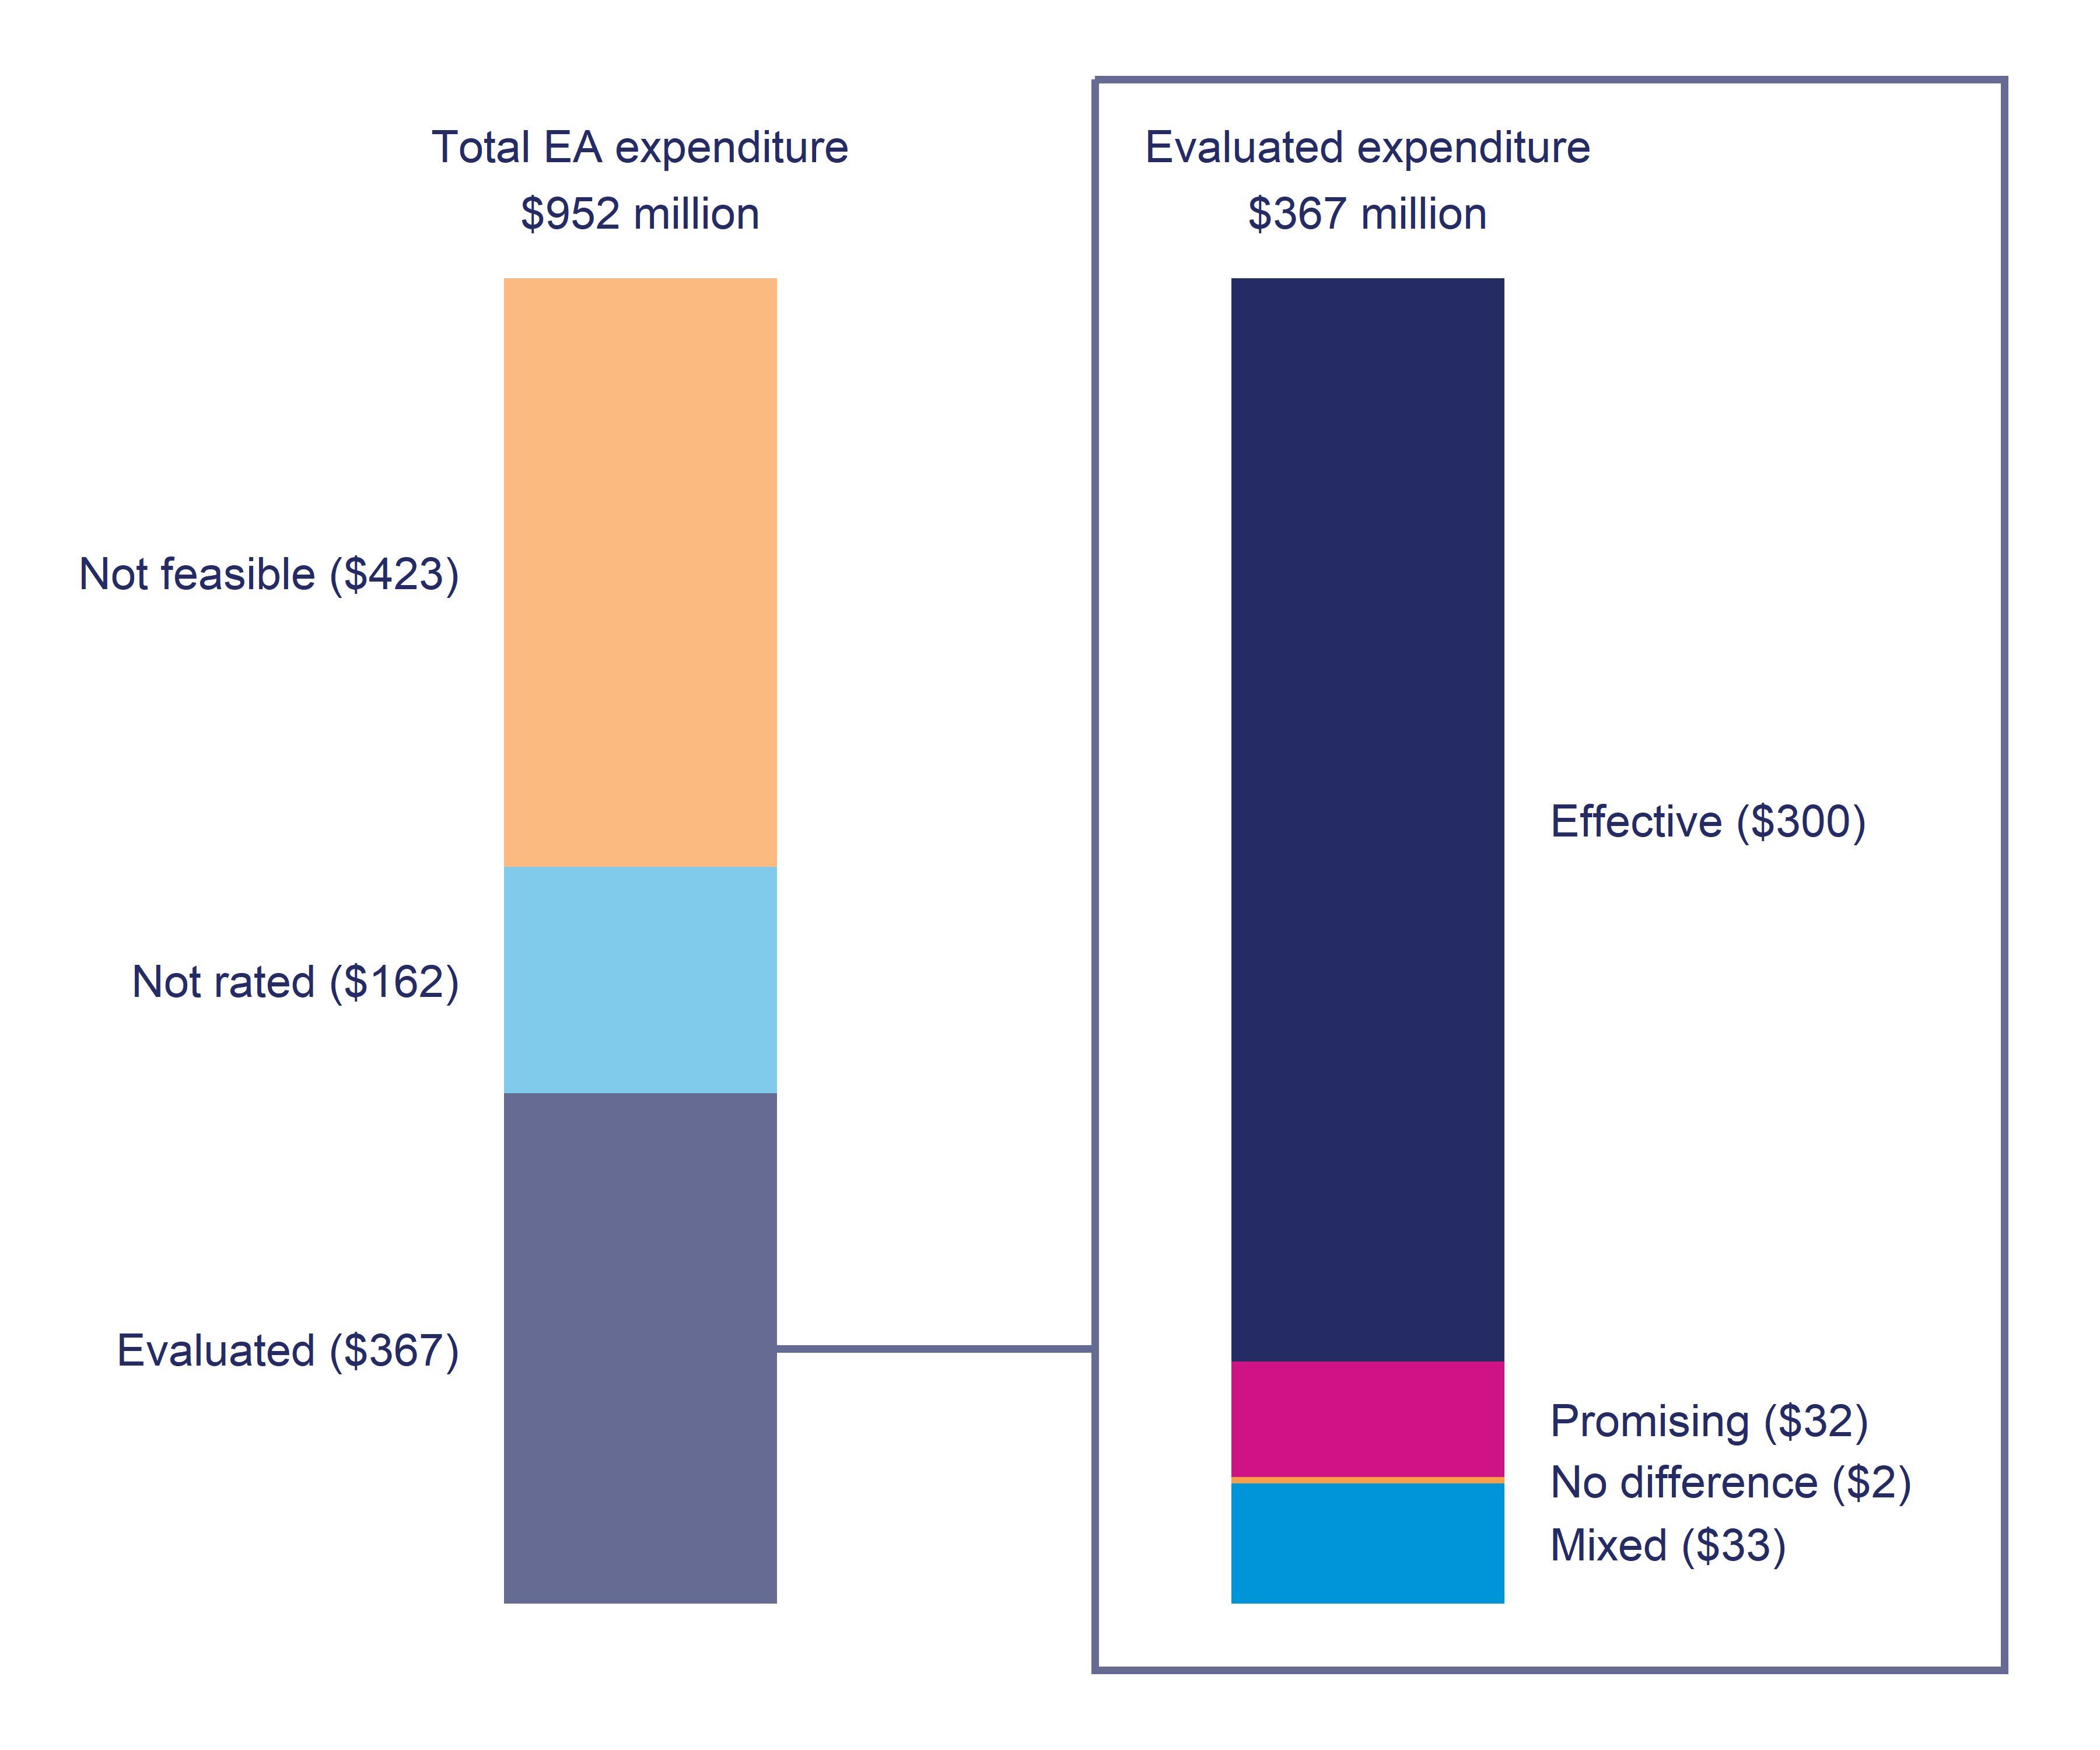 Total EA expenditure
$952 million
Not feasible ($423)
Not rated ($162)
Evaluated ($367)
Evaluated expenditure
$367 million
Effective ($300)
Promising ($32)
No difference ($2)
Mixed ($33)